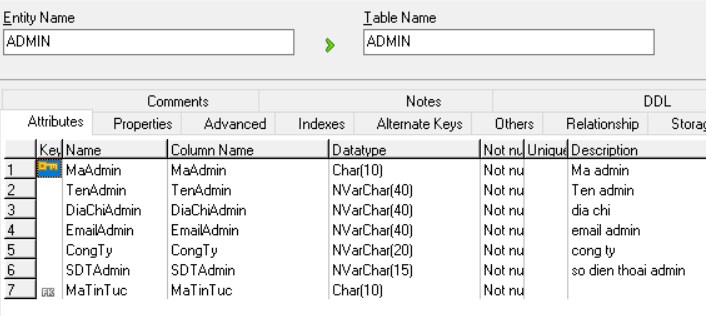 Entity Name
Table Name
ADMIN
ADMIN
Comments Notes DDL
Attributes Properties Advanced Indexes Alternate Keys Others Relationship Storag
Key Name Column Name Datatype Not nu Unique Description
1 MaAdmin MaAdmin Char(10) Not nu Ma admin
2 TenAdmin TenAdmin NVarChar(40) Not nu Ten admin
3 DiaChiAdmin DiaChiAdmin NVarChar(40) Not nu dia chi
4 EmailAdmin EmailAdmin NVarChar(40) Not nu email admin
5 CongTy CongTy NVarChar(20) Not nu cong ty
6 SDTAdmin SDTAdmin NVarChar(15) Not nu so dien thoai admin
7 MaTinTuc MaTinTuc Char(10) Not nu